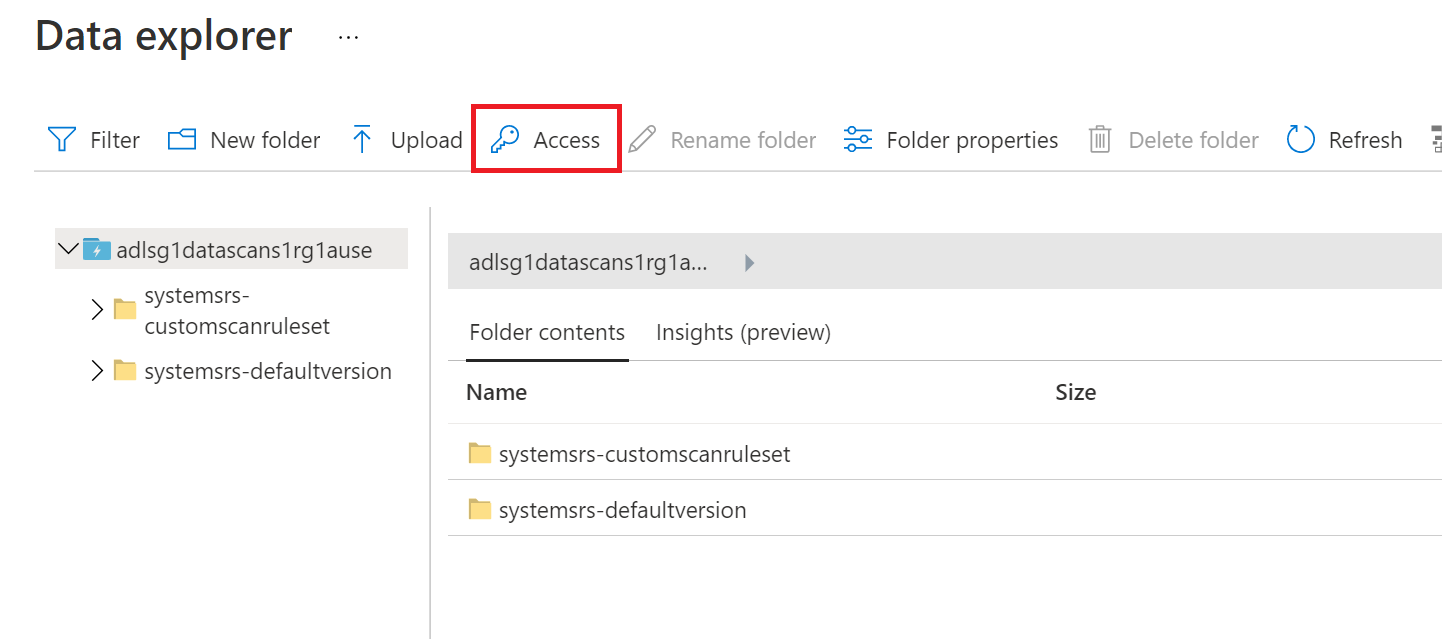 Data explorer ...
Filter New folder Upload Access Rename folder Folder properties Delete folder Refresh
adlsg1datascans1rg1ause
systemsrs-
customscanruleset
systemsrs-defaultversion
adlsg1datascans1rg1a...
Folder contents Insights (preview)
Name Size
systemsrs-customscanruleset
systemsrs-defaultversion